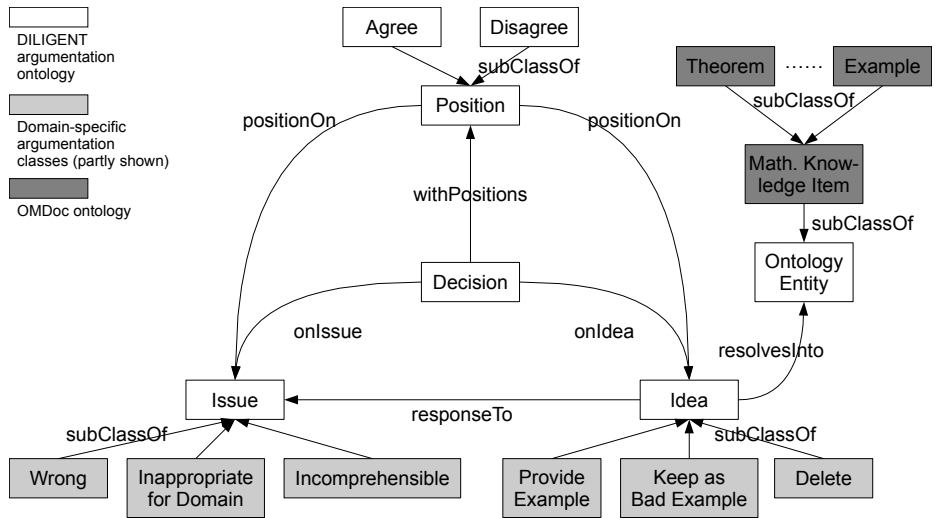 DILIGENT
argumentation
ontology
Domain-specific
argumentation
classes (partly shown)
OMDoc ontology
Agree
Disagree
subClassOf
Position
positionOn
positionOn
withPositions
Decision
onIssue
onIdea
Theorem
......
Example
subClassOf
Math. Know-
ledge Item
subClassOf
Ontology
Entity
resolvesInto
Issue
responseTo
Idea
subClassOf
Wrong
Inappropriate
for Domain
Incomprehensible
subClassOf
Provide
Example
Keep as
Bad Example
Delete